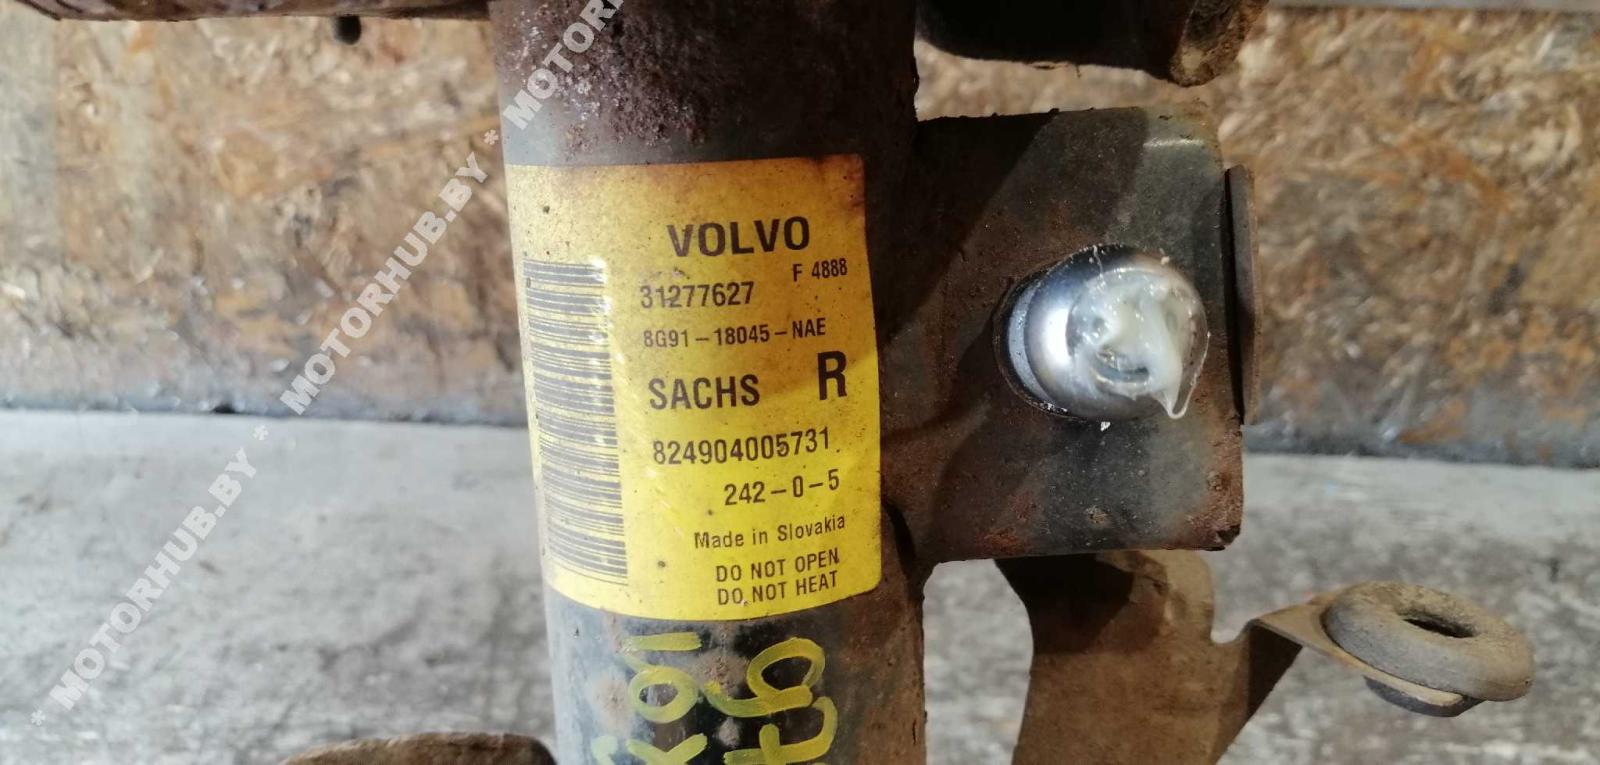 VOLVO
F 4888
31277627
8G91-18045-NAE
SACHS R
824904005731
242-0-5
Made in Slovakia
DO NOT OPEN
DO NOT HEAT
* MOTORHUB.BY * MOTORHUB.BY * MOTORHUB.BY